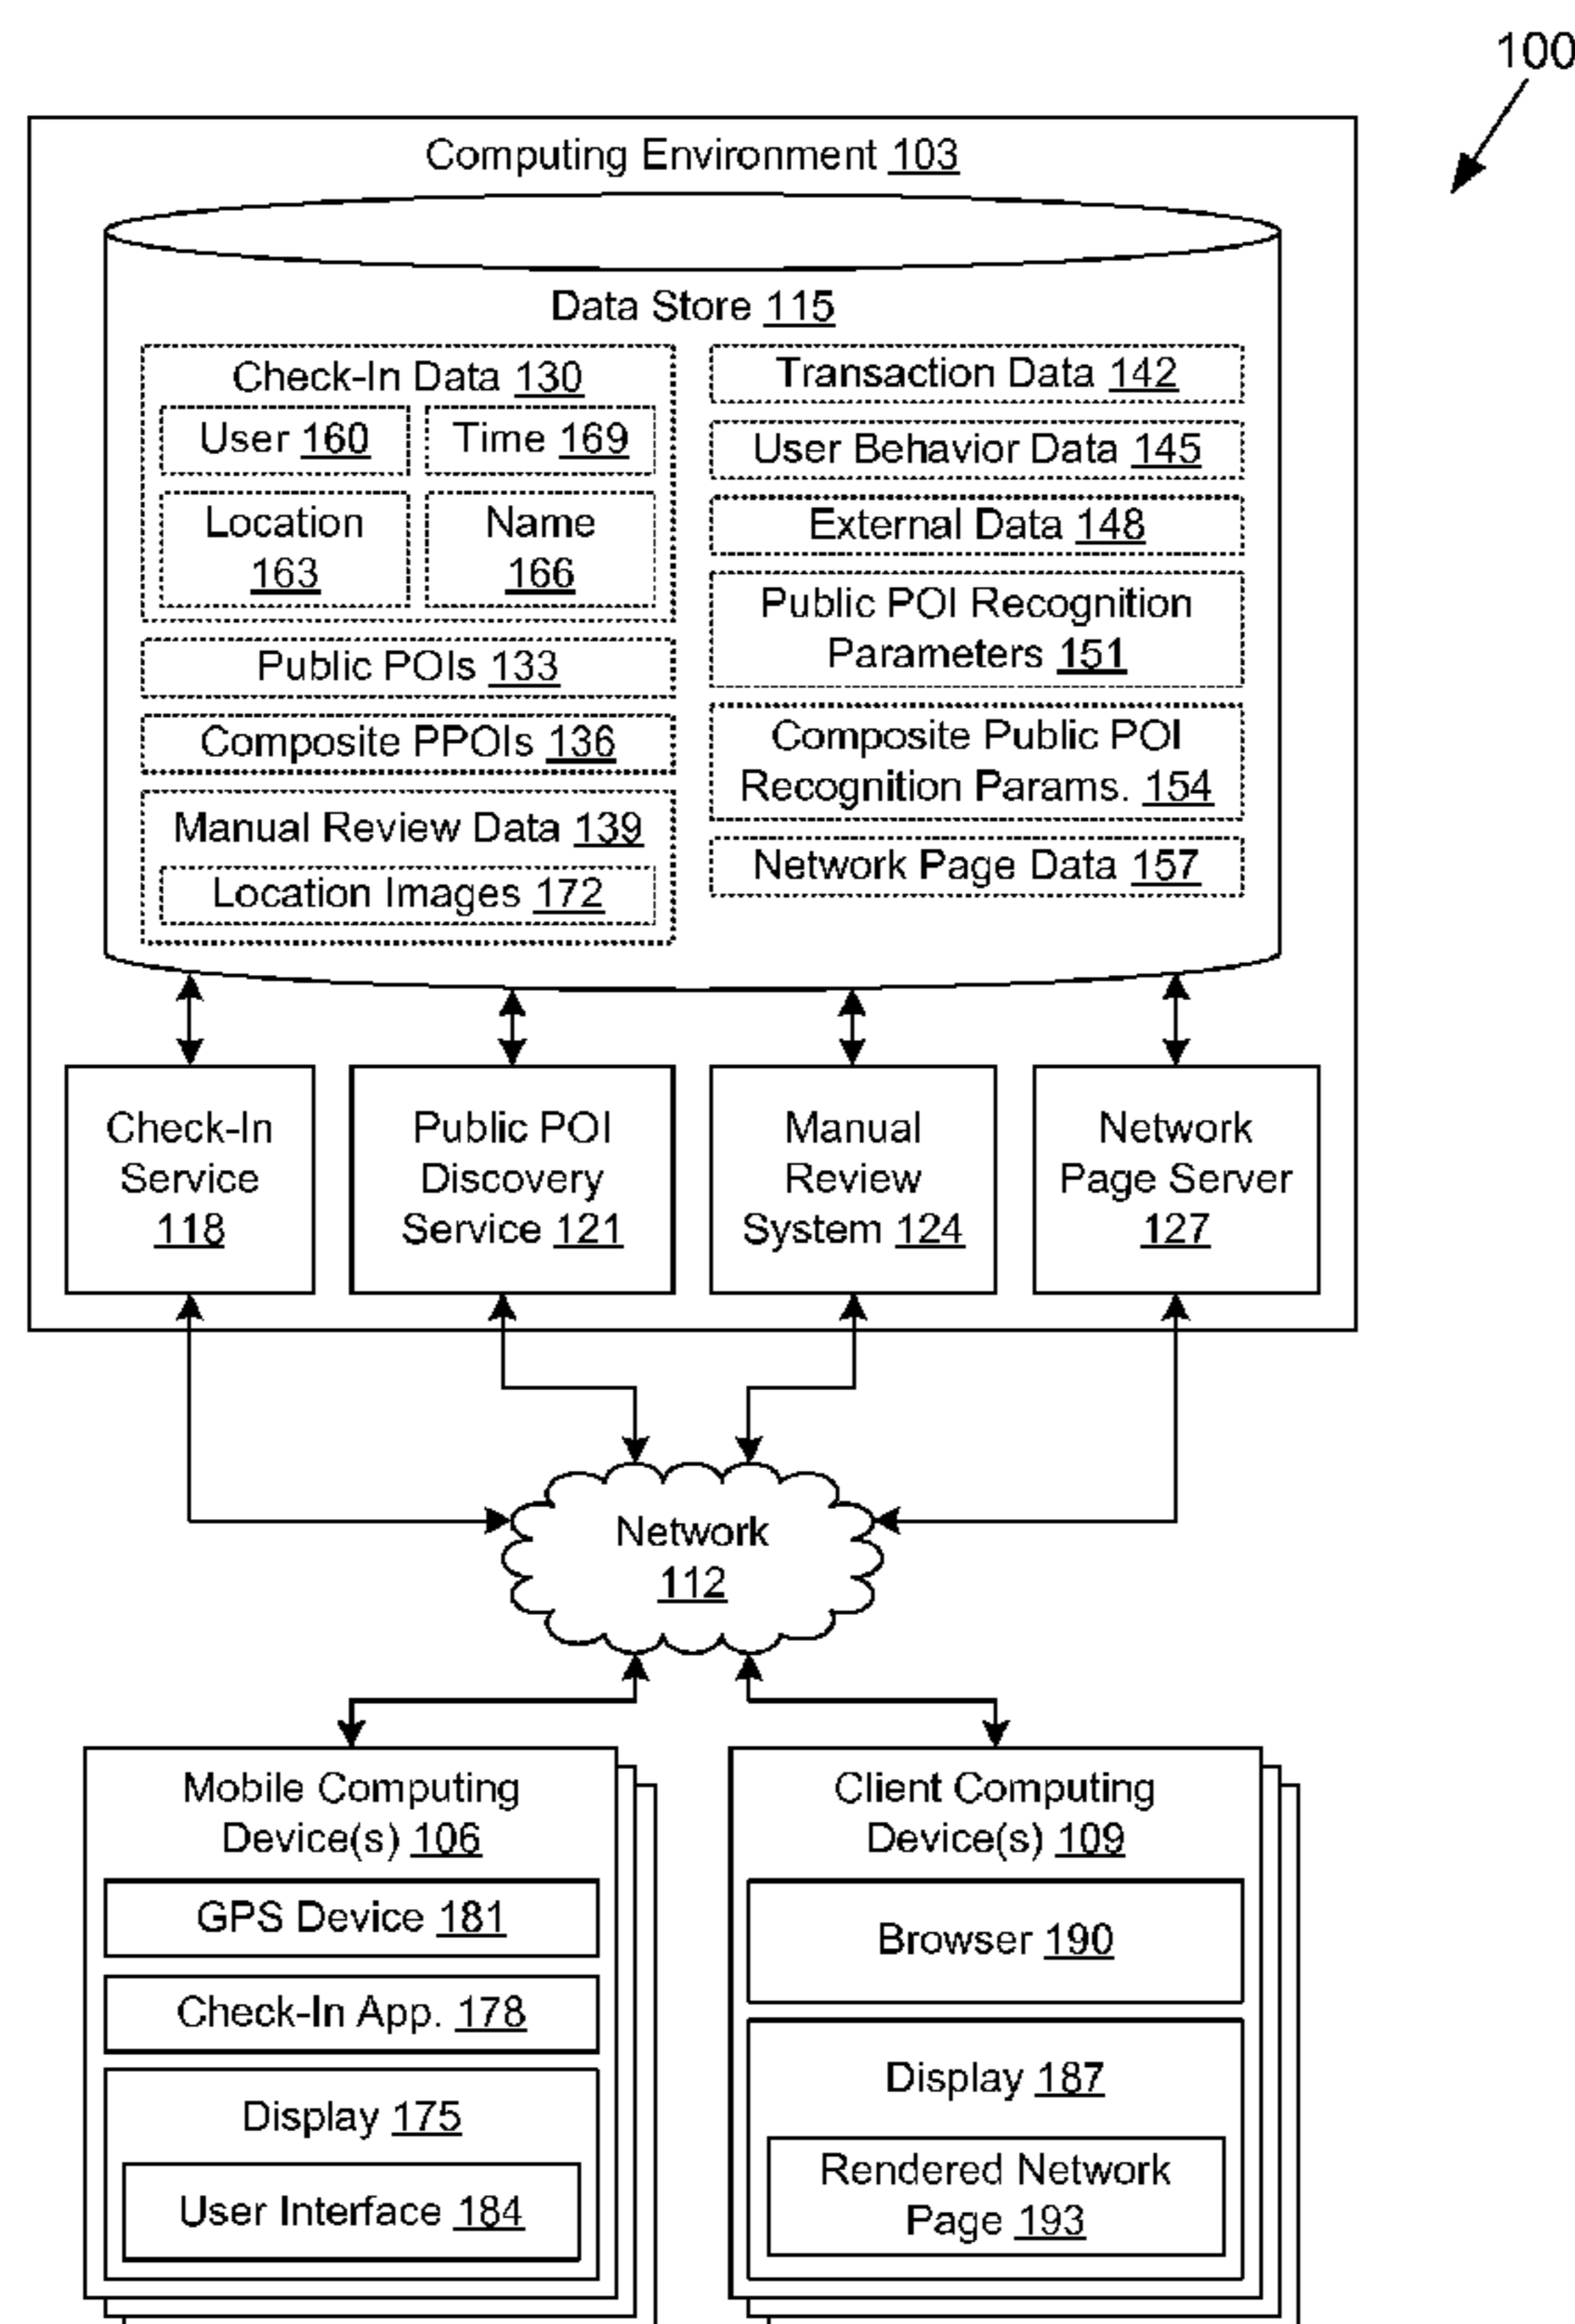 100
Computing Environment 103
Data Store 115
Check-In Data 130
User 160
Time 169
Location
163
Name
166
Public POIs 133
Composite PPOIs 136
Manual Review Data 139
Location Images 172
Transaction Data 142
User Behavior Data 145
External Data 148
Public POI Recognition
Parameters 151
Composite Public POI
Recognition Params. 154
Network Page Data 157
Check-In
Service
118
Public POI
Discovery
Service 121
Manual
Review
System 124
Network
Page Server
127
Network
112
Mobile Computing
Device(s) 106
GPS Device 181
Check-In App. 178
Display 175
User Interface 184
Client Computing
Device(s) 109
Browser 190
Display 187
Rendered Network
Page 193